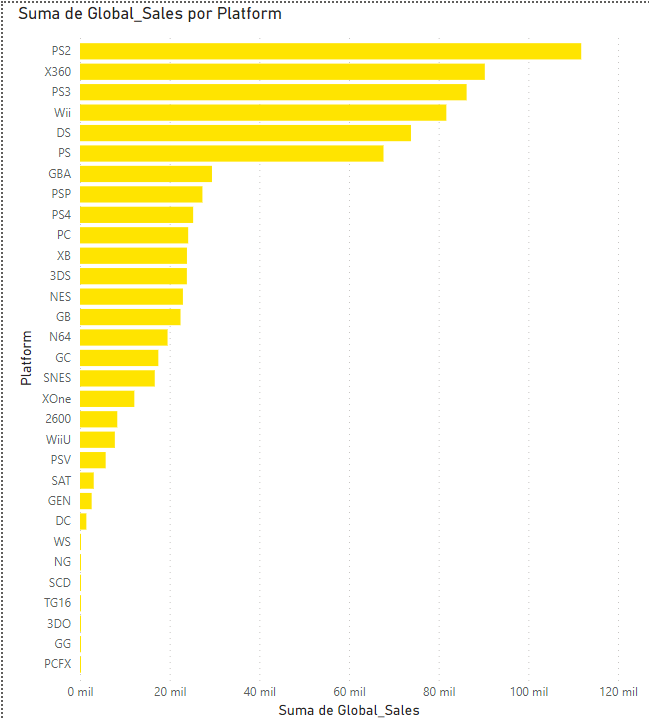 Suma de Global_Sales por Platform
PS2
X360
PS3
Wii
DS
PS
GBA
PSP
PS4
PC
XB
3DS
NES
GB
N64
GC
SNES
XOne
2600
WiiU
PSV
SAT
GEN
DC
WS
NG
SCD
TG16
3DO
GG
PCFX
Platform
0 mil 20 mil 40 mil 60 mil 80 mil 100 mil 120 mil
Suma de Global_Sales